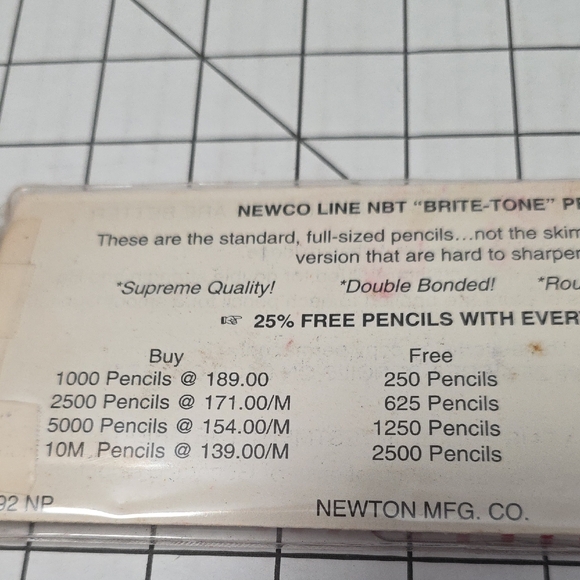 NEWCO LINE NBT "BRITE-TONE"
These are the standard, full-sized pencils...not the
version that are hard to
*Supreme Quality! *Double Bonded!
☞ 25% FREE PENCILS WITH
Buy Free
1000 Pencils @ 189.00 250 Pencils
2500 Pencils @ 171.00/M 625 Pencils
5000 Pencils @ 154.00/M 1250 Pencils
10M Pencils @ 139.00/M 2500 Pencils
92 NP NEWTON MFG. CO.